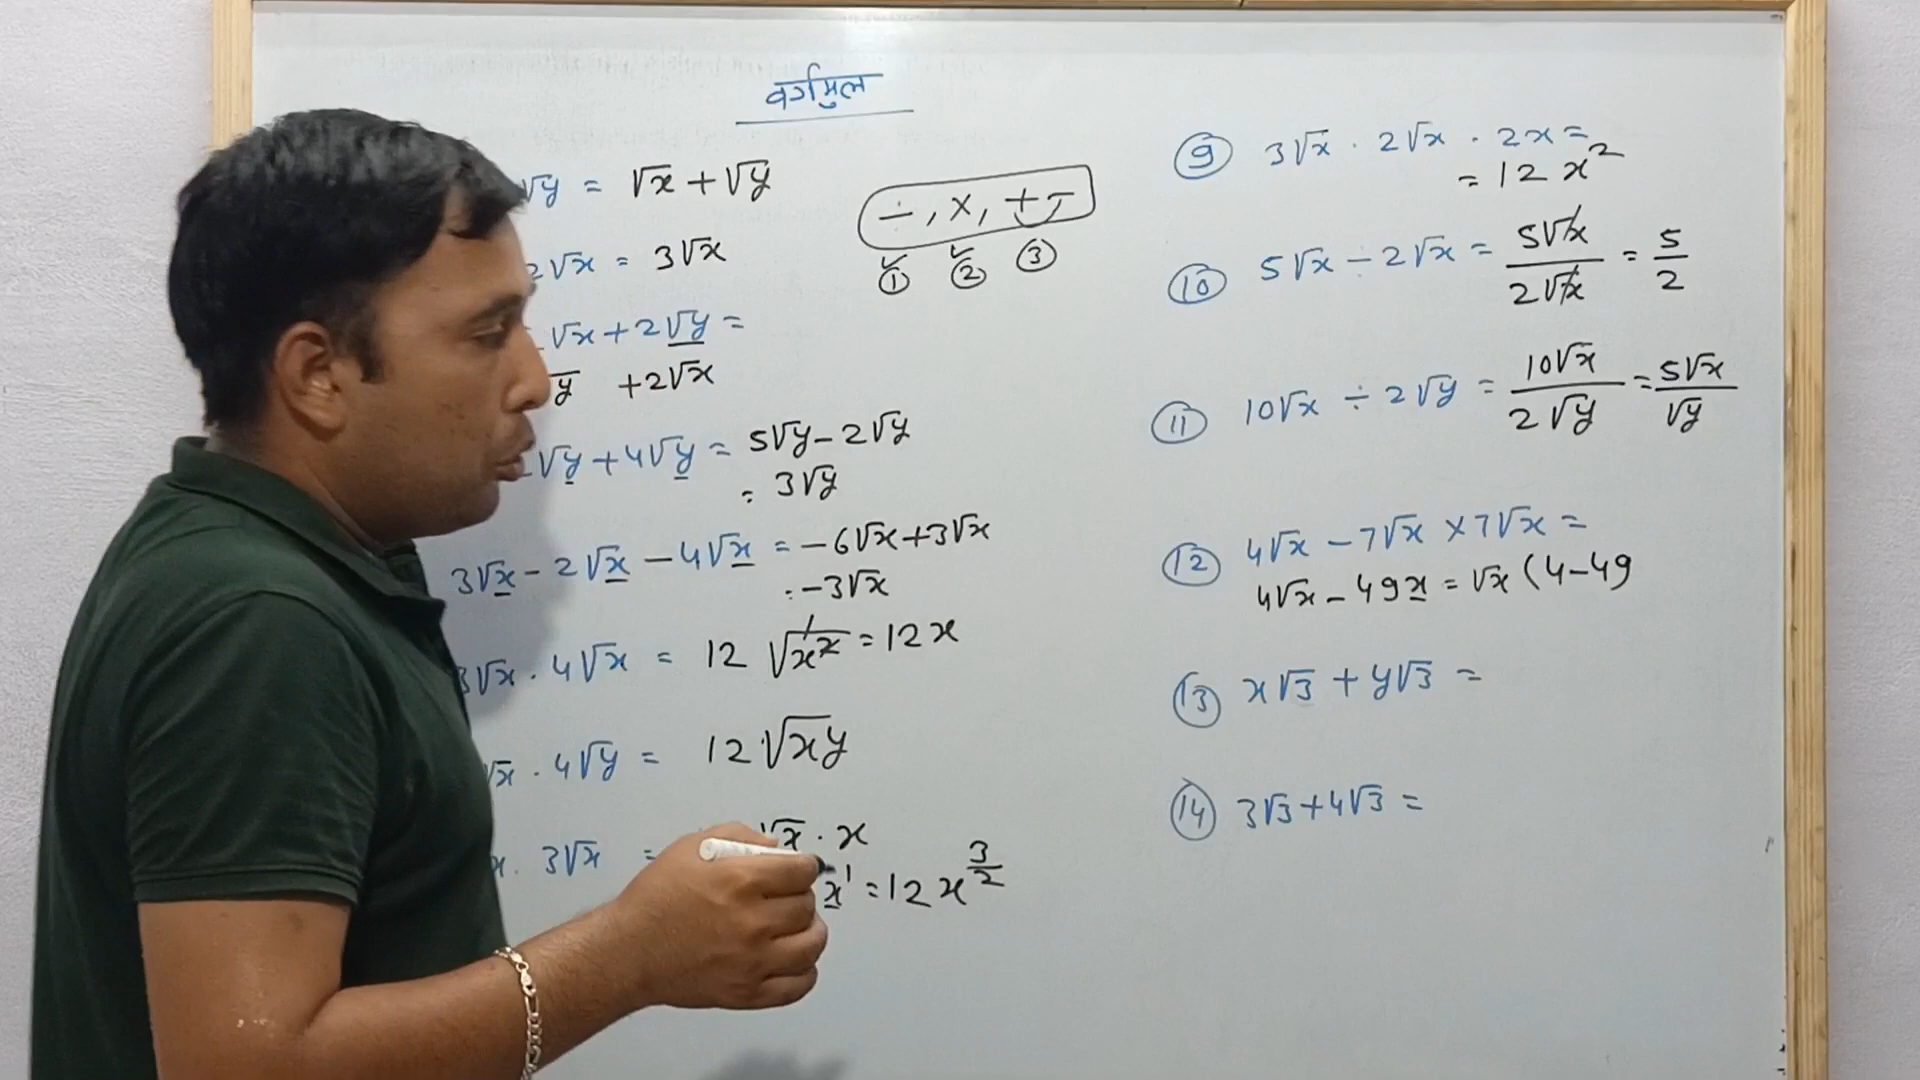 वर्गमुल
√y = √x + √y
2√x = 3√x
√x + 2√y =
y + 2√x
√y + 4√y = 5√y - 2√y
= 3√y
3√x - 2√x - 4√x = -6√x + 3√x
= -3√x
3√x . 4√x = 12 √x² = 12x
√x . 4√y = 12√xy
x . 3√x = √x . x
x¹ = 12 x^(3/2)
÷, ×, + -
① ② ③
⑨ 3√x . 2√x . 2x =
= 12 x²
⑩ 5√x ÷ 2√x = 5√x / 2√x = 5/2
⑪ 10√x ÷ 2√y = 10√x / 2√y = 5√x / √y
⑫ 4√x - 7√x × 7√x =
4√x - 49x = √x (4 - 49
⑬ x√3 + y√3 =
⑭ 3√3 + 4√3 =